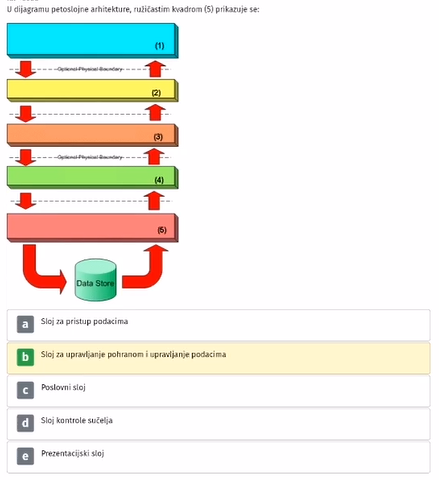 U dijagramu petoslojne arhitekture, ružičastim kvadrom (5) prikazuje se:
(1)
Optional Physical Boundary
(2)
(3)
Optional Physical Boundary
(4)
(5)
Data Store
a Sloj za pristup podacima
b Sloj za upravljanje pohranom i upravljanje podacima
c Poslovni sloj
d Sloj kontrole sučelja
e Prezentacijski sloj